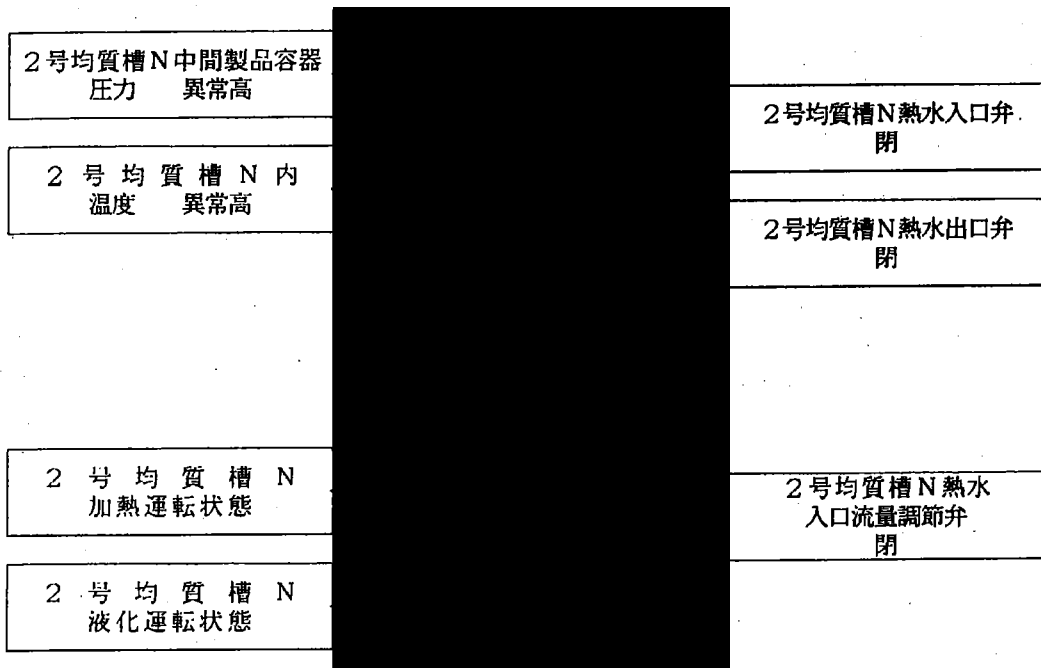 2号均質槽N中間製品容器
圧力 異常高
2号均質槽N内
温度 異常高
2号均質槽N
加熱運転状態
2号均質槽N
液化運転状態
2号均質槽N熱水入口弁
閉
2号均質槽N熱水出口弁
閉
2号均質槽N熱水
入口流量調節弁
閉